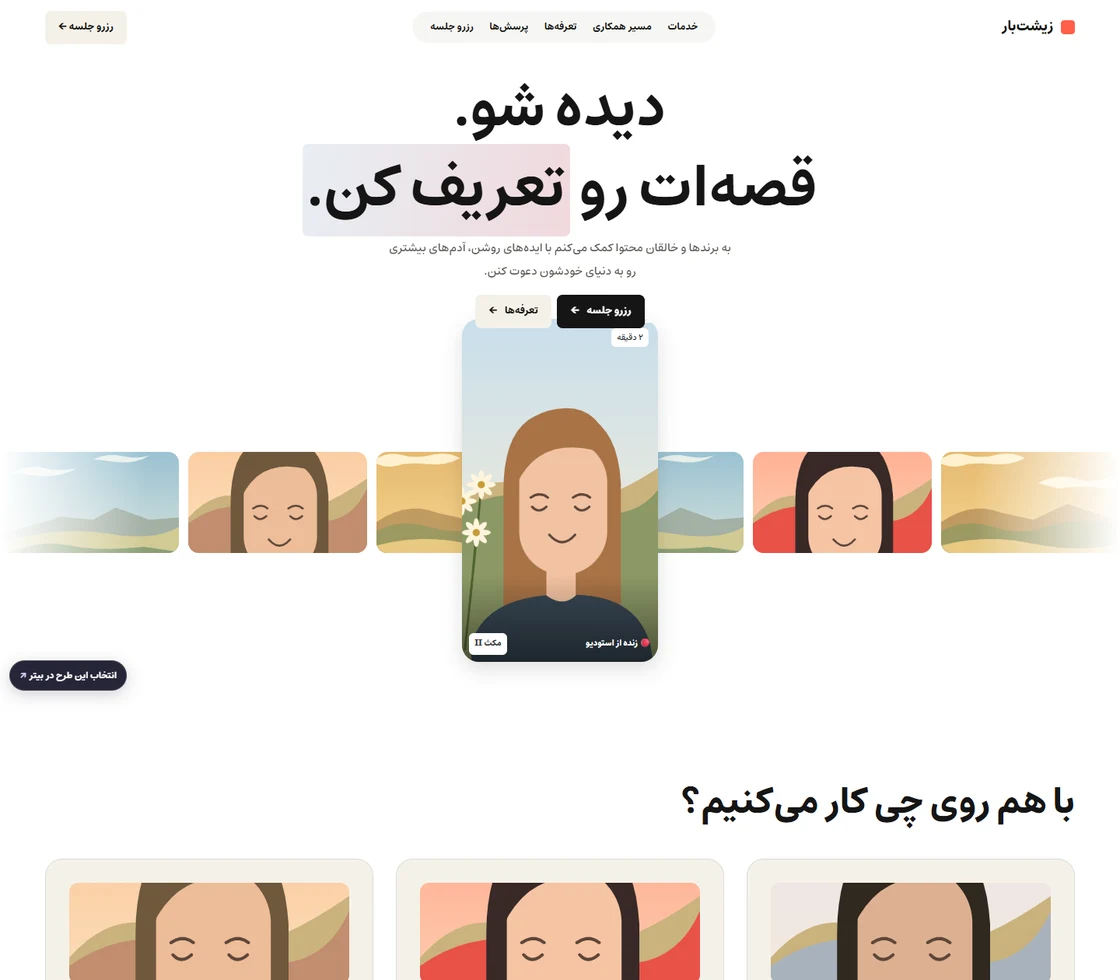 زیشت‌بار
خدمات
مسیر همکاری
تعرفه‌ها
پرسش‌ها
رزرو جلسه
رزرو جلسه ←
دیده شو.
قصه‌ات رو تعریف کن.
به برندها و خالقان محتوا کمک می‌کنم با ایده‌های روشن، آدم‌های بیشتری
رو به دنیای خودشون دعوت کنن.
رزرو جلسه ←
تعرفه‌ها ←
۲ دقیقه
زنده از استودیو
مکث II
انتخاب این طرح در بیتر ↗
با هم روی چی کار می‌کنیم؟